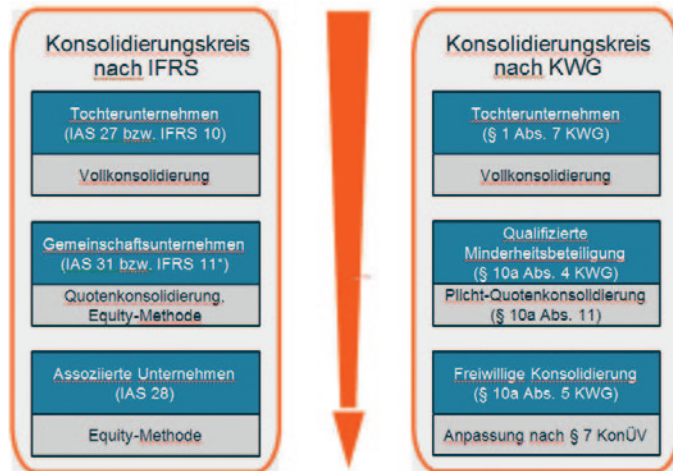 Konsolidierungskreis
nach IFRS
Tochterunternehmen
(IAS 27 bzw. IFRS 10)
Vollkonsolidierung
Gemeinschaftsunternehmen
(IAS 31 bzw. IFRS 11*)
Quotenkonsolidierung,
Equity-Methode
Assoziierte Unternehmen
(IAS 28)
Equity-Methode
Konsolidierungskreis
nach KWG
Tochterunternehmen
(§ 1 Abs. 7 KWG)
Vollkonsolidierung
Qualifizierte
Minderheitsbeteiligung
(§ 10a Abs. 4 KWG)
Plicht-Quotenkonsolidierung
(§ 10a Abs. 11)
Freiwillige Konsolidierung
(§ 10a Abs. 5 KWG)
Anpassung nach § 7 KonÜV